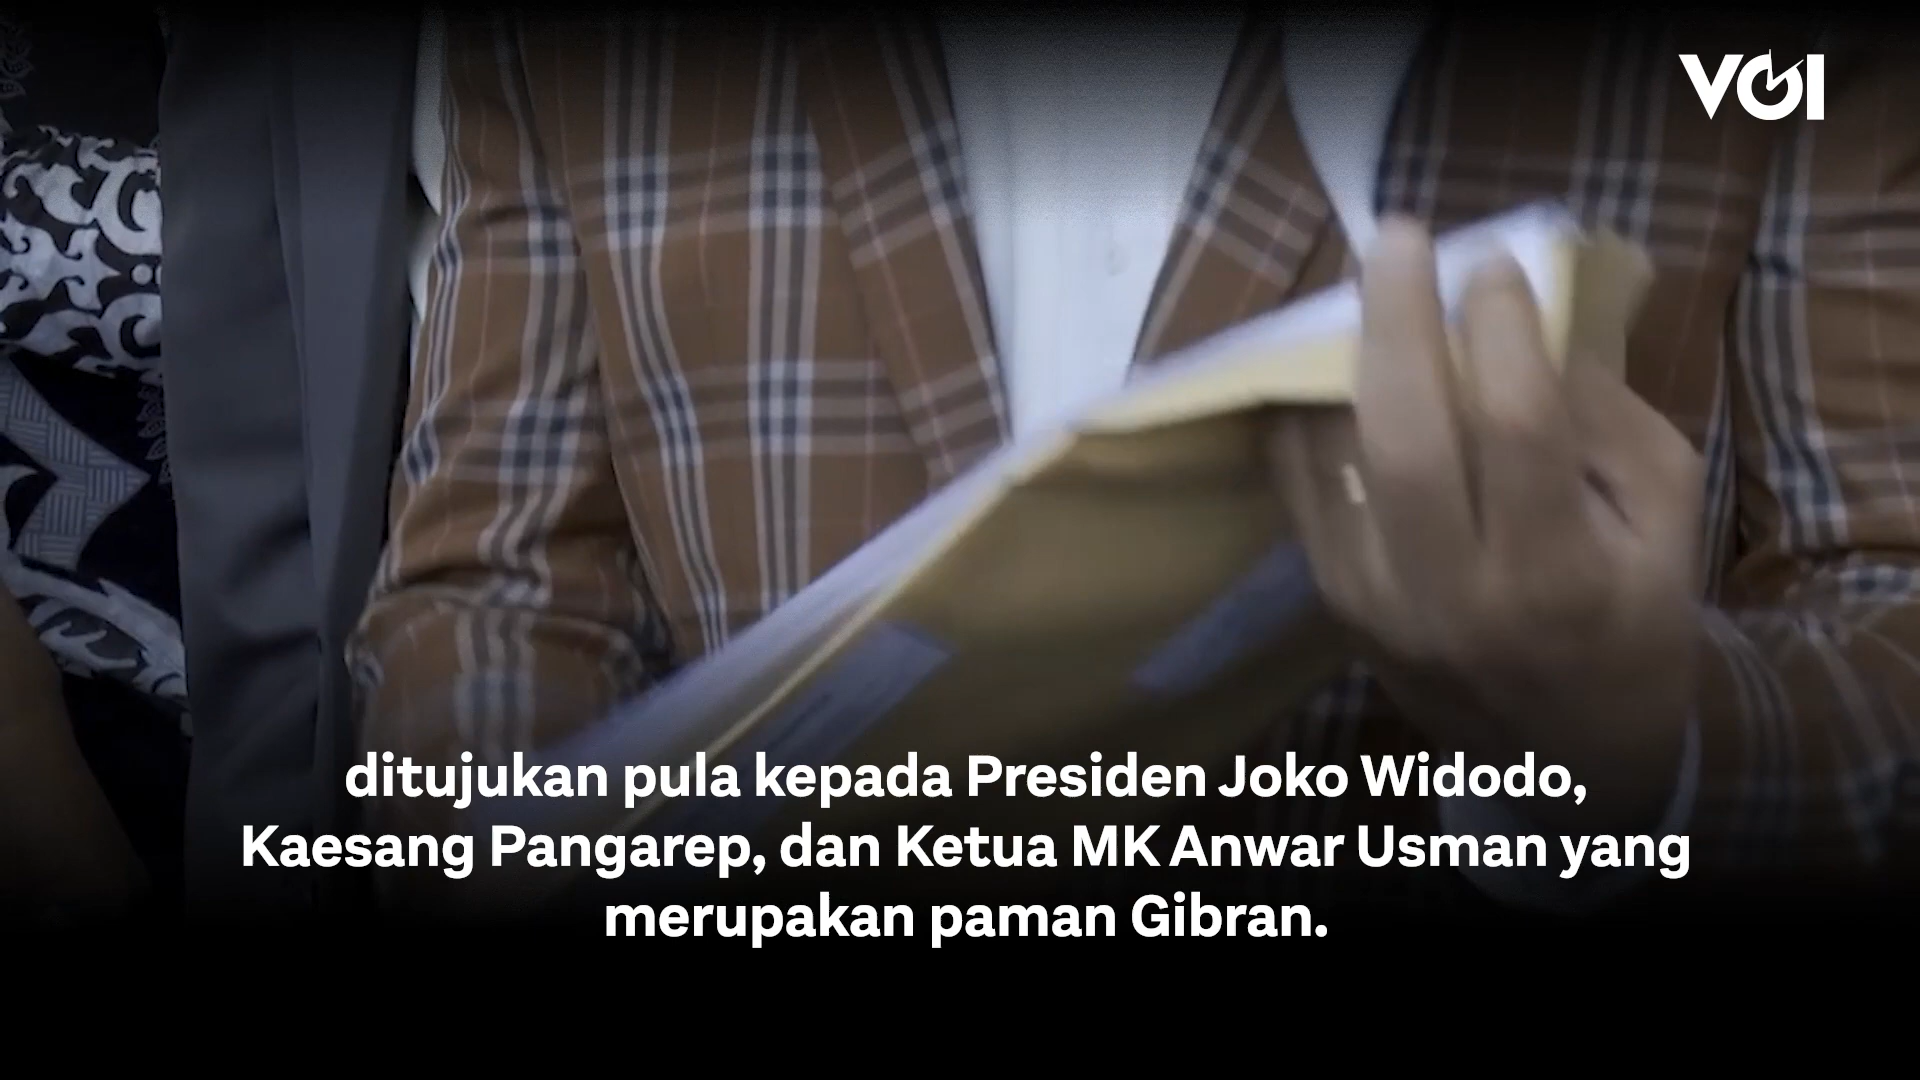 VOI
ditujukan pula kepada Presiden Joko Widodo,
Kaesang Pangarep, dan Ketua MK Anwar Usman yang
merupakan paman Gibran.